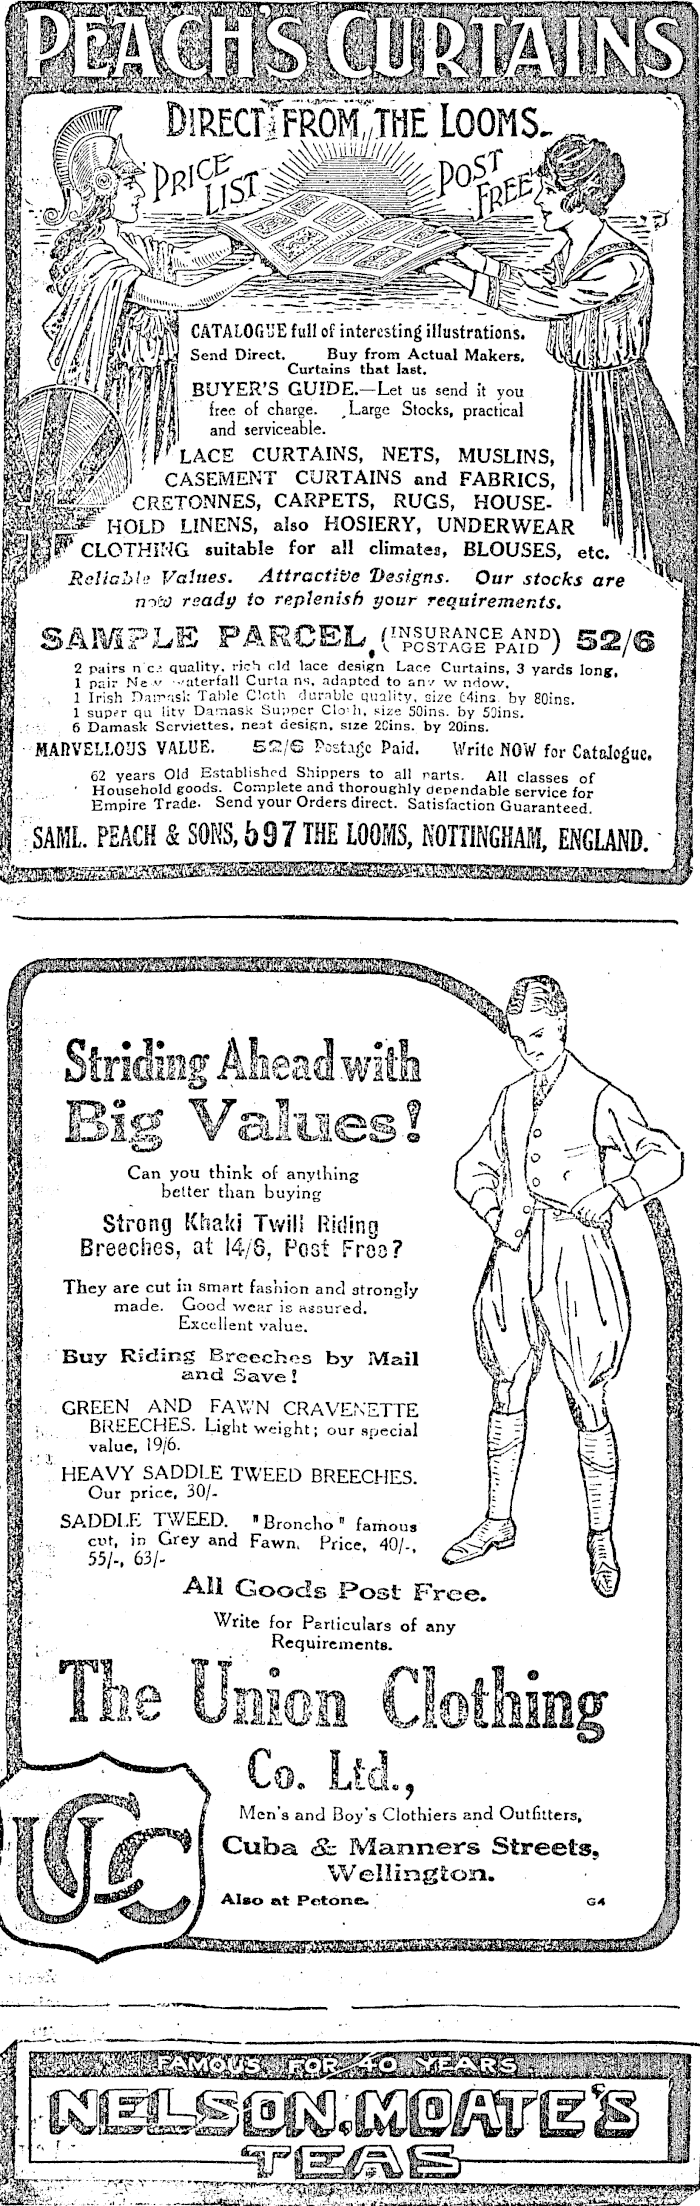 PEACH'S CURTAINS
DIRECT FROM THE LOOMS.
PRICE LIST
POST FREE
CATALOGUE full of interesting illustrations.
Send Direct. Buy from Actual Makers.
Curtains that last.
BUYER'S GUIDE.—Let us send it you
free of charge. Large Stocks, practical
and serviceable.
LACE CURTAINS, NETS, MUSLINS,
CASEMENT CURTAINS and FABRICS,
CRETONNES, CARPETS, RUGS, HOUSE-
HOLD LINENS, also HOSIERY, UNDERWEAR
CLOTHING suitable for all climates, BLOUSES, etc.
Reliable Values. Attractive Designs. Our stocks are
now ready to replenish your requirements.
SAMPLE PARCEL, (INSURANCE AND POSTAGE PAID) 52/6
2 pairs nice quality, rich old lace design Lace Curtains, 3 yards long,
1 pair New waterfall Curtains, adapted to any window,
1 Irish Damask Table Cloth durable quality, size 64ins by 80ins.
1 super quality Damask Supper Cloth, size 50ins. by 50ins.
6 Damask Serviettes, neat design, size 20ins. by 20ins.
MARVELLOUS VALUE. 52/6 Postage Paid. Write NOW for Catalogue.
62 years Old Established Shippers to all parts. All classes of
Household goods. Complete and thoroughly dependable service for
Empire Trade. Send your Orders direct. Satisfaction Guaranteed.
SAML. PEACH & SONS, 597 THE LOOMS, NOTTINGHAM, ENGLAND.
Striding Ahead with
Big Values!
Can you think of anything
better than buying
Strong Khaki Twill Riding
Breeches, at 14/6, Post Free?
They are cut in smart fashion and strongly
made. Good wear is assured.
Excellent value.
Buy Riding Breeches by Mail
and Save!
GREEN AND FAWN CRAVENETTE
BREECHES. Light weight; our special
value, 19/6.
HEAVY SADDLE TWEED BREECHES.
Our price, 30/-
SADDLE TWEED. "Broncho" famous
cut, in Grey and Fawn. Price, 40/-,
55/-, 63/-
All Goods Post Free.
Write for Particulars of any
Requirements.
The Union Clothing
Co. Ltd.,
Men's and Boy's Clothiers and Outfitters,
Cuba & Manners Streets,
Wellington.
Also at Petone. G4
UCC
FAMOUS FOR 40 YEARS
NELSON, MOATE'S
TEAS